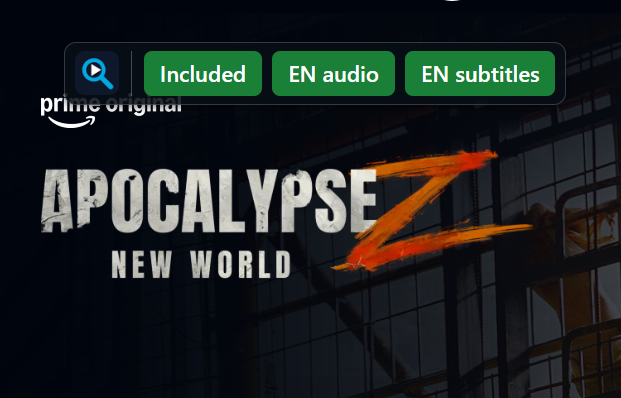 Included EN audio EN subtitles
prime original
APOCALYPSE Z
NEW WORLD